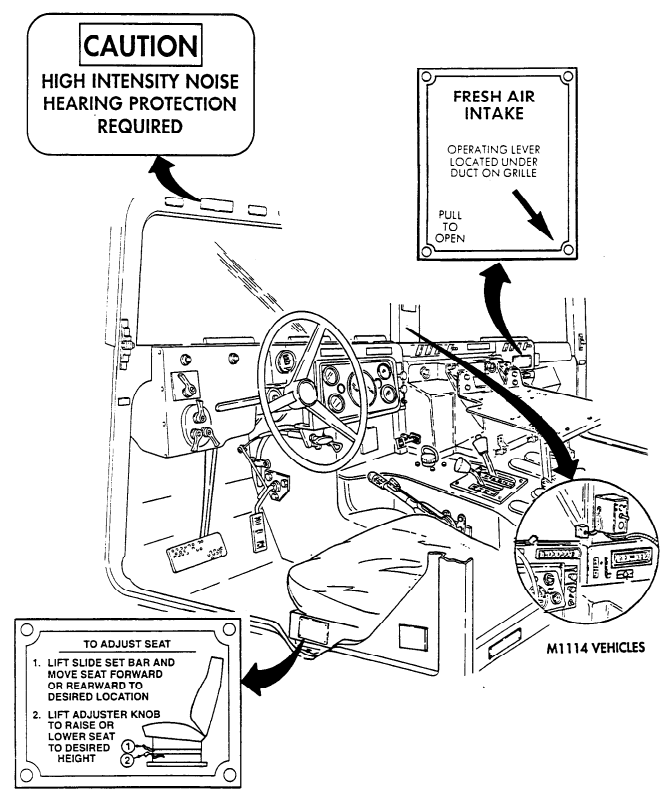 CAUTION
HIGH INTENSITY NOISE
HEARING PROTECTION
REQUIRED
FRESH AIR
INTAKE
OPERATING LEVER
LOCATED UNDER
DUCT ON GRILLE
PULL
TO
OPEN
M1114 VEHICLES
TO ADJUST SEAT
1. LIFT SLIDE SET BAR AND
MOVE SEAT FORWARD
OR REARWARD TO
DESIRED LOCATION
2. LIFT ADJUSTER KNOB
TO RAISE OR
LOWER SEAT
TO DESIRED
HEIGHT
1
2